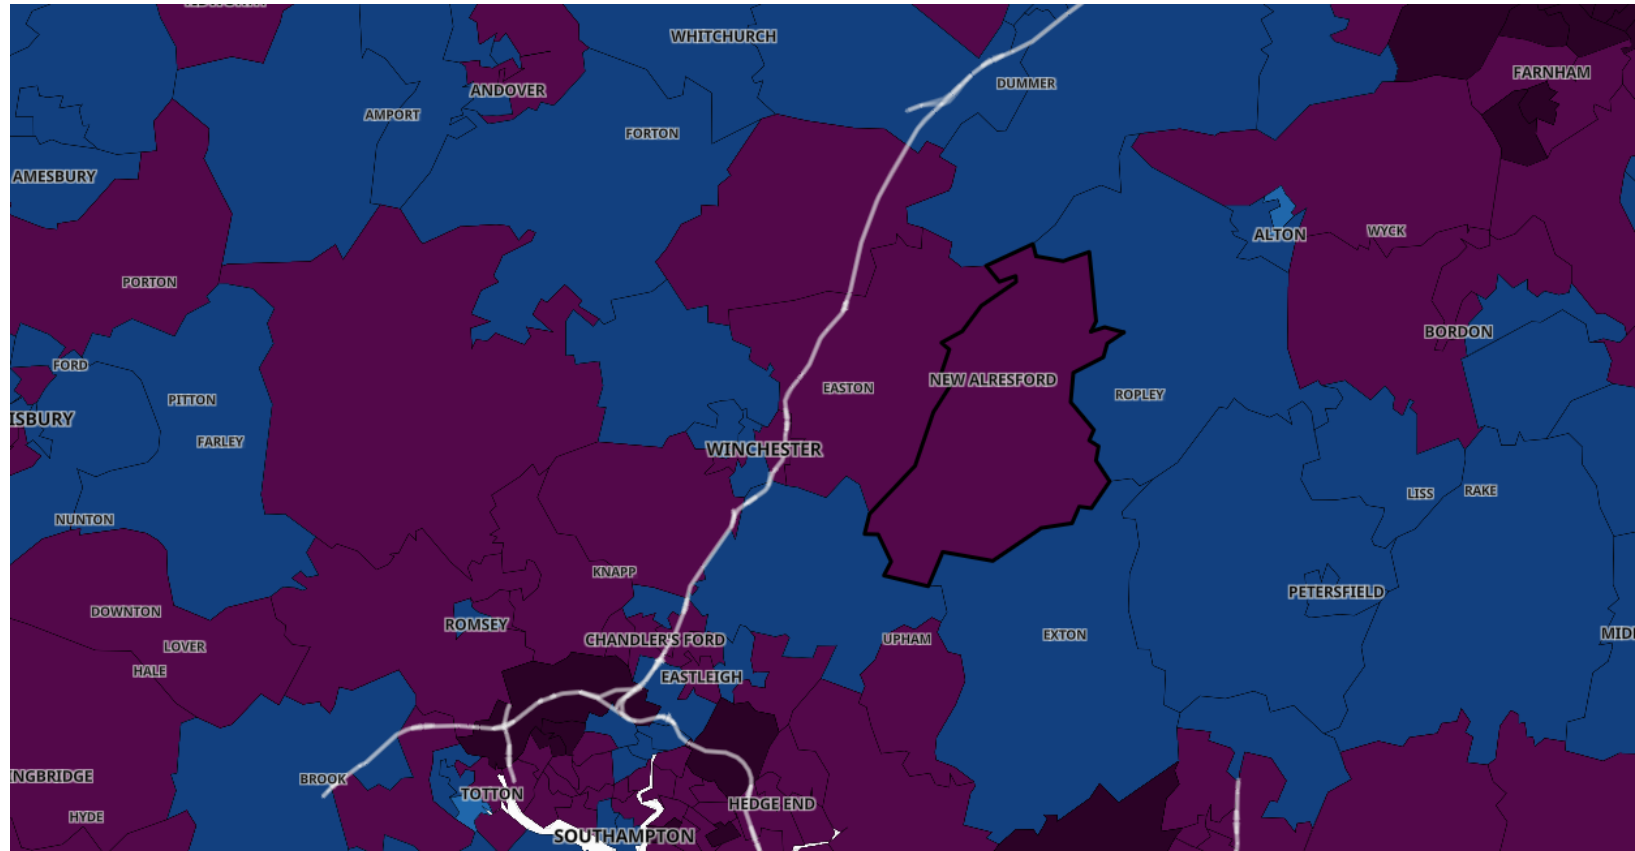 WHITCHURCH
FARNHAM
DUMMER
ANDOVER
AMPORT
FORTON
AMESBURY
ALTON
WYCK
PORTON
BORDON
FORD
NEW ALRESFORD
EASTON
ROPLEY
PITTON
ISBURY
FARLEY
WINCHESTER
LISS
RAKE
NUNTON
KNAPP
PETERSFIELD
DOWNTON
ROMSEY
EXTON
MID
CHANDLER'S FORD
UPHAM
LOVER
HALE
EASTLEIGH
INGBRIDGE
BROOK
TOTTON
HEDGE END
HYDE
SOUTHAMPTON